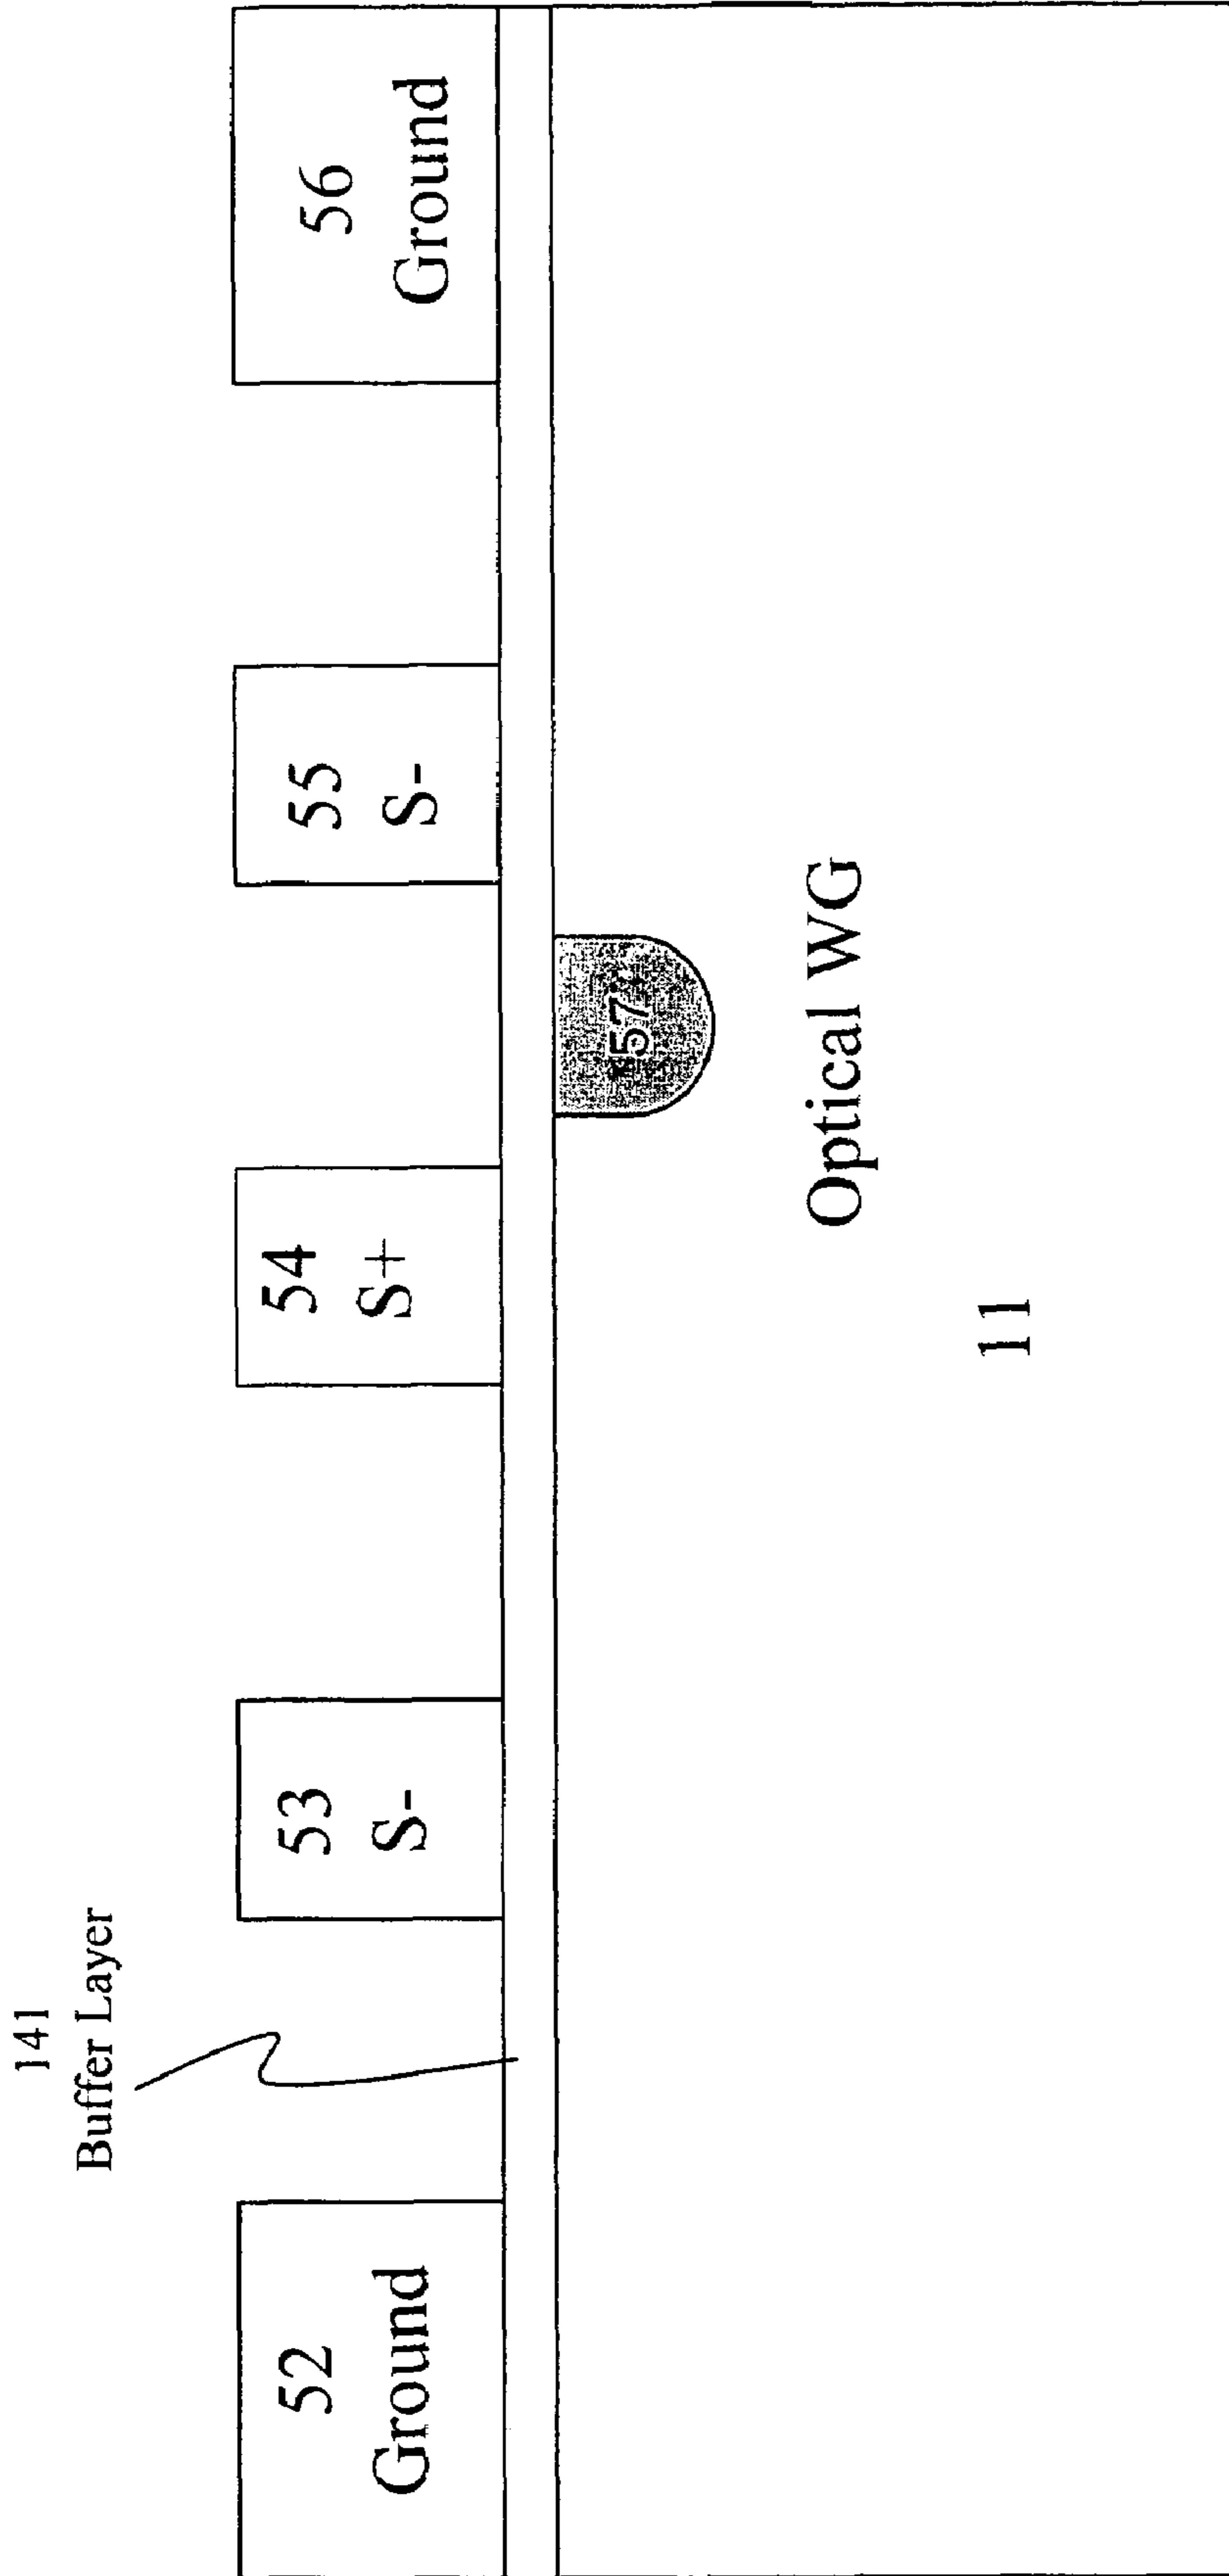 141
Buffer Layer
52
Ground
53
S-
54
S+
55
S-
56
Ground
57
Optical WG
11